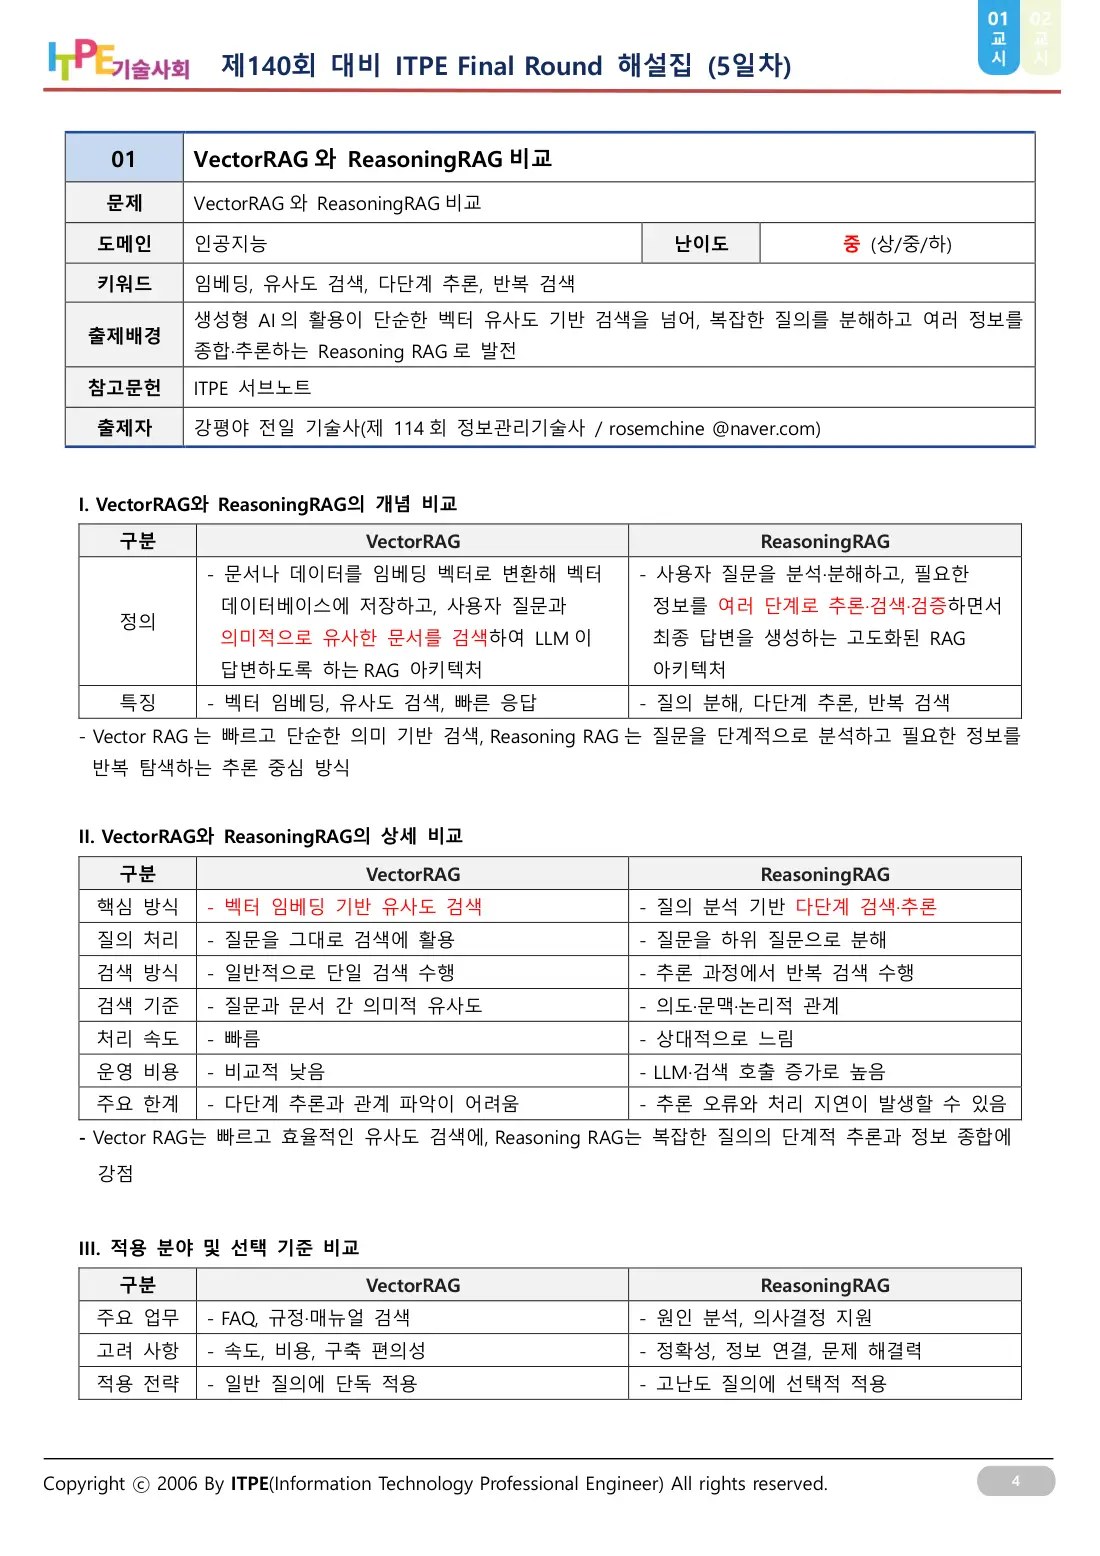 ITPE기술사회
제140회 대비 ITPE Final Round 해설집 (5일차)
01
교
시
02
교
시
01 VectorRAG 와 ReasoningRAG 비교
문제 VectorRAG 와 ReasoningRAG 비교
도메인 인공지능 난이도 중 (상/중/하)
키워드 임베딩, 유사도 검색, 다단계 추론, 반복 검색
출제배경 생성형 AI 의 활용이 단순한 벡터 유사도 기반 검색을 넘어, 복잡한 질의를 분해하고 여러 정보를
종합·추론하는 Reasoning RAG 로 발전
참고문헌 ITPE 서브노트
출제자 강평야 전일 기술사(제 114 회 정보관리기술사 / rosemchine @naver.com)
I. VectorRAG와 ReasoningRAG의 개념 비교
구분 VectorRAG ReasoningRAG
정의
- 문서나 데이터를 임베딩 벡터로 변환해 벡터
데이터베이스에 저장하고, 사용자 질문과
의미적으로 유사한 문서를 검색하여 LLM 이
답변하도록 하는 RAG 아키텍처
- 사용자 질문을 분석·분해하고, 필요한
정보를 여러 단계로 추론·검색·검증하면서
최종 답변을 생성하는 고도화된 RAG
아키텍처
특징 - 벡터 임베딩, 유사도 검색, 빠른 응답 - 질의 분해, 다단계 추론, 반복 검색
- Vector RAG 는 빠르고 단순한 의미 기반 검색, Reasoning RAG 는 질문을 단계적으로 분석하고 필요한 정보를
반복 탐색하는 추론 중심 방식
II. VectorRAG와 ReasoningRAG의 상세 비교
구분 VectorRAG ReasoningRAG
핵심 방식 - 벡터 임베딩 기반 유사도 검색 - 질의 분석 기반 다단계 검색·추론
질의 처리 - 질문을 그대로 검색에 활용 - 질문을 하위 질문으로 분해
검색 방식 - 일반적으로 단일 검색 수행 - 추론 과정에서 반복 검색 수행
검색 기준 - 질문과 문서 간 의미적 유사도 - 의도·문맥·논리적 관계
처리 속도 - 빠름 - 상대적으로 느림
운영 비용 - 비교적 낮음 - LLM·검색 호출 증가로 높음
주요 한계 - 다단계 추론과 관계 파악이 어려움 - 추론 오류와 처리 지연이 발생할 수 있음
- Vector RAG는 빠르고 효율적인 유사도 검색에, Reasoning RAG는 복잡한 질의의 단계적 추론과 정보 종합에
강점
III. 적용 분야 및 선택 기준 비교
구분 VectorRAG ReasoningRAG
주요 업무 - FAQ, 규정·매뉴얼 검색 - 원인 분석, 의사결정 지원
고려 사항 - 속도, 비용, 구축 편의성 - 정확성, 정보 연결, 문제 해결력
적용 전략 - 일반 질의에 단독 적용 - 고난도 질의에 선택적 적용
Copyright ⓒ 2006 By ITPE(Information Technology Professional Engineer) All rights reserved.
4